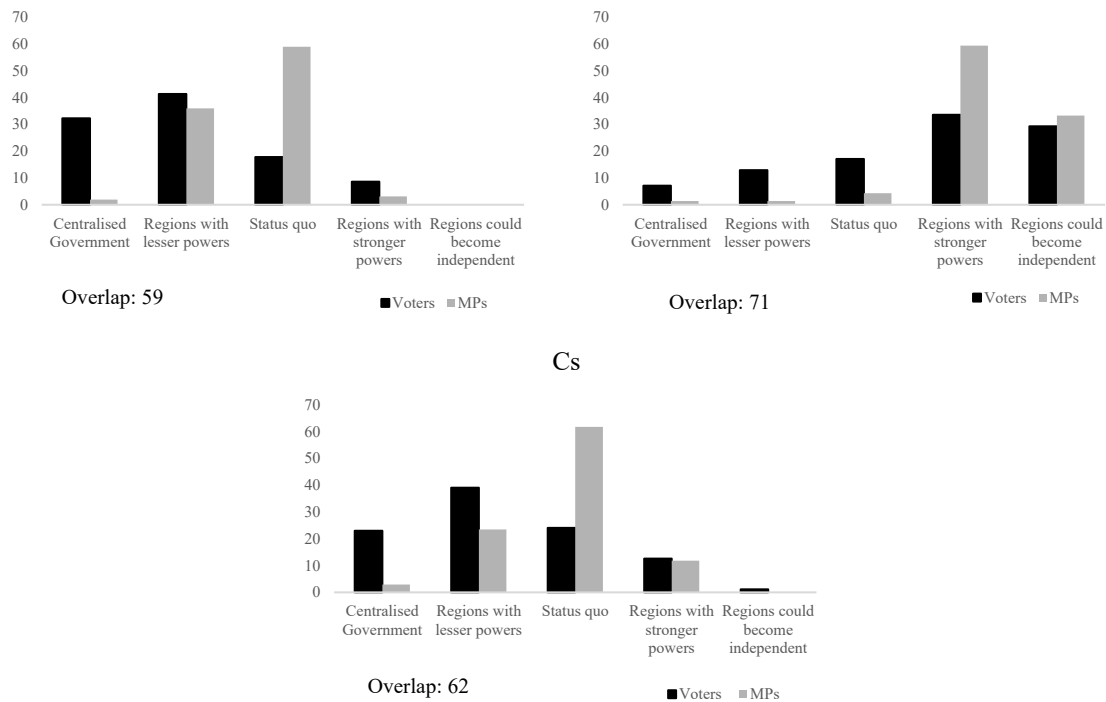 70
60
50
40
30
20
10
0
Centralised Government
Regions with lesser powers
Status quo
Regions with stronger powers
Regions could become independent
Overlap: 59
Voters MPs
70
60
50
40
30
20
10
0
Centralised Government
Regions with lesser powers
Status quo
Regions with stronger powers
Regions could become independent
Overlap: 71
Voters MPs
Cs
70
60
50
40
30
20
10
0
Centralised Government
Regions with lesser powers
Status quo
Regions with stronger powers
Regions could become independent
Overlap: 62
Voters MPs